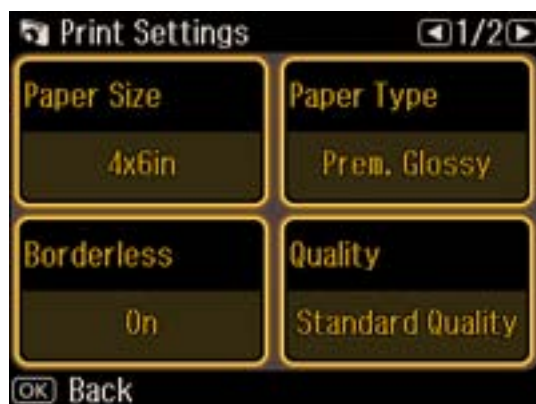 Print Settings 1/2
Paper Size
4x6in
Paper Type
Prem. Glossy
Borderless
On
Quality
Standard Quality
OK Back